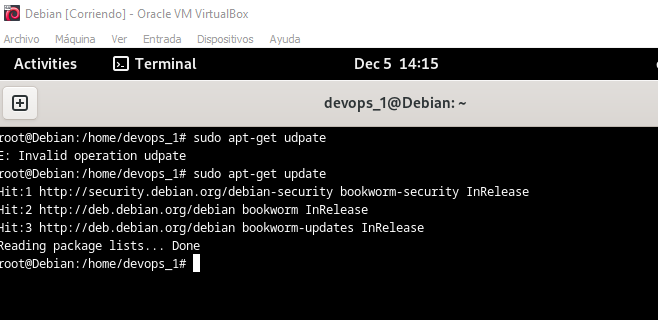 Debian [Corriendo] - Oracle VM VirtualBox
Archivo Máquina Ver Entrada Dispositivos Ayuda
Activities Terminal Dec 5 14:15
devops_1@Debian: ~
root@Debian:/home/devops_1# sudo apt-get udpate
E: Invalid operation udpate
root@Debian:/home/devops_1# sudo apt-get update
Hit:1 http://security.debian.org/debian-security bookworm-security InRelease
Hit:2 http://deb.debian.org/debian bookworm InRelease
Hit:3 http://deb.debian.org/debian bookworm-updates InRelease
Reading package lists... Done
root@Debian:/home/devops_1#